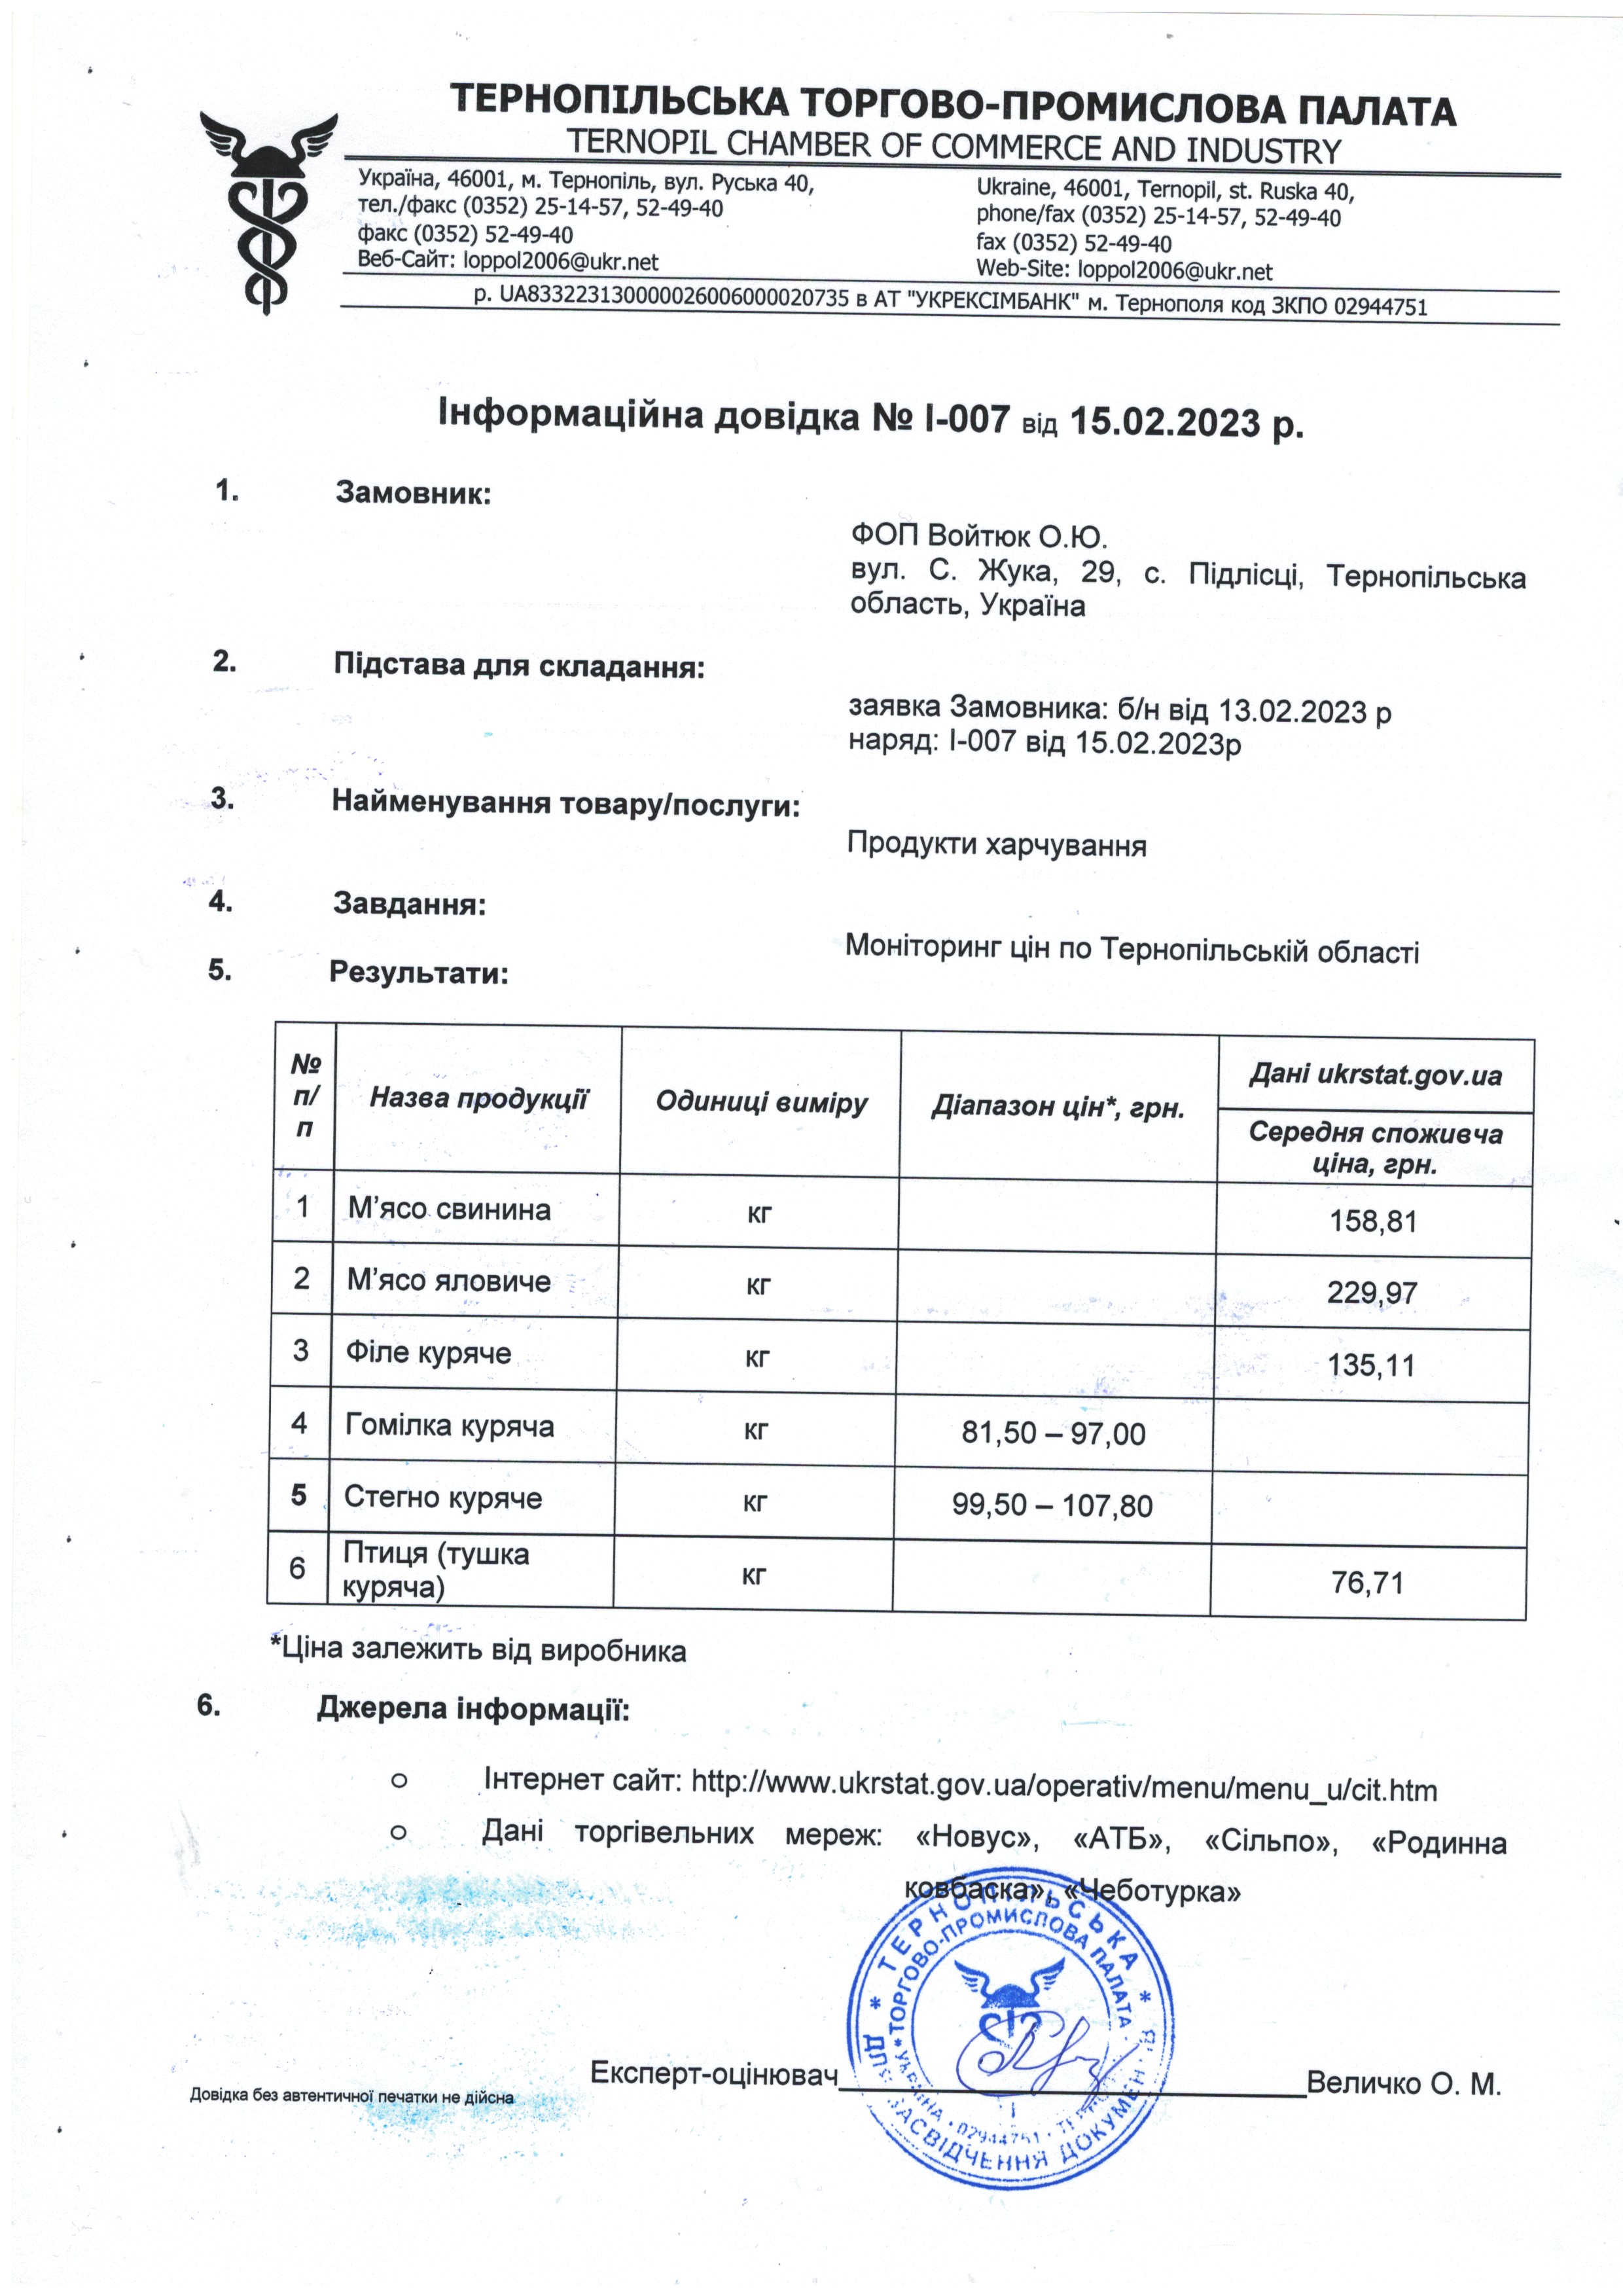 ТЕРНОПІЛЬСЬКА ТОРГОВО-ПРОМИСЛОВА ПАЛАТА
TERNOPIL CHAMBER OF COMMERCE AND INDUSTRY
Україна, 46001, м. Тернопіль, вул. Руська 40,
тел./факс (0352) 25-14-57, 52-49-40
факс (0352) 52-49-40
Веб-Сайт: loppol2006@ukr.net
Ukraine, 46001, Ternopil, st. Ruska 40,
phone/fax (0352) 25-14-57, 52-49-40
fax (0352) 52-49-40
Web-Site: loppol2006@ukr.net
р. UA833223130000026006000020735 в АТ "УКРЕКСІМБАНК" м. Тернополя код ЗКПО 02944751
Інформаційна довідка № І-007 від 15.02.2023 р.
1. Замовник:
ФОП Войтюк О.Ю.
вул. С. Жука, 29, с. Підлісці, Тернопільська
область, Україна
2. Підстава для складання:
заявка Замовника: б/н від 13.02.2023 р
наряд: І-007 від 15.02.2023р
3. Найменування товару/послуги:
Продукти харчування
4. Завдання:
Моніторинг цін по Тернопільській області
5. Результати:
№ п/п Назва продукції Одиниці виміру Діапазон цін*, грн. Дані ukrstat.gov.ua
Середня споживча
ціна, грн.
1 М’ясо свинина кг 158,81
2 М’ясо яловиче кг 229,97
3 Філе куряче кг 135,11
4 Гомілка куряча кг 81,50 – 97,00
5 Стегно куряче кг 99,50 – 107,80
6 Птиця (тушка
куряча) кг 76,71
*Ціна залежить від виробника
6. Джерела інформації:
o Інтернет сайт: http://www.ukrstat.gov.ua/operativ/menu/menu_u/cit.htm
o Дані торгівельних мереж: «Новус», «АТБ», «Сільпо», «Родинна
ковбаска», «Чеботурка»
* ТЕРНОПІЛЬСЬКА *
* ТОРГОВО-ПРОМИСЛОВА ПАЛАТА
УКРАЇНА · 02944751 ·
ЗАСВІДЧЕННЯ
Експерт-оцінювач Величко О. М.
Довідка без автентичної печатки не дійсна